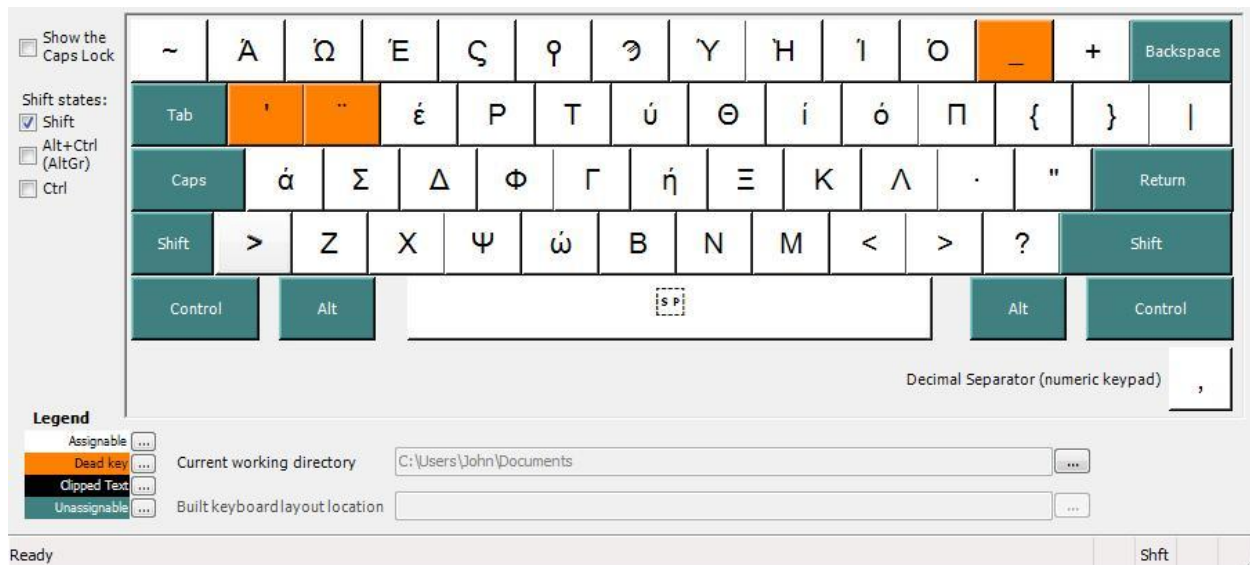 Show the
Caps Lock
Shift states:
Shift
Alt+Ctrl
(AltGr)
Ctrl
~ Ά Ώ Έ Ϛ ϙ ϡ Ύ Ή Ί Ό _ + Backspace
Tab ' ¨ έ Ρ Τ ύ Θ ί ό Π { } |
Caps ά Σ Δ Φ Γ ή Ξ Κ Λ · " Return
Shift > Ζ Χ Ψ ώ Β Ν Μ < > ? Shift
Control Alt SP Alt Control
Decimal Separator (numeric keypad) ,
Legend
Assignable ...
Dead key ...
Clipped Text ...
Unassignable ...
Current working directory C:\Users\John\Documents ...
Built keyboard layout location ...
Ready Shft